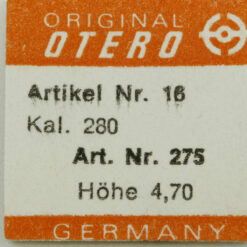 ORIGINAL
OTERO
Artikel Nr. 16
Kal. 280
Art. Nr. 275
Höhe 4,70
GERMANY